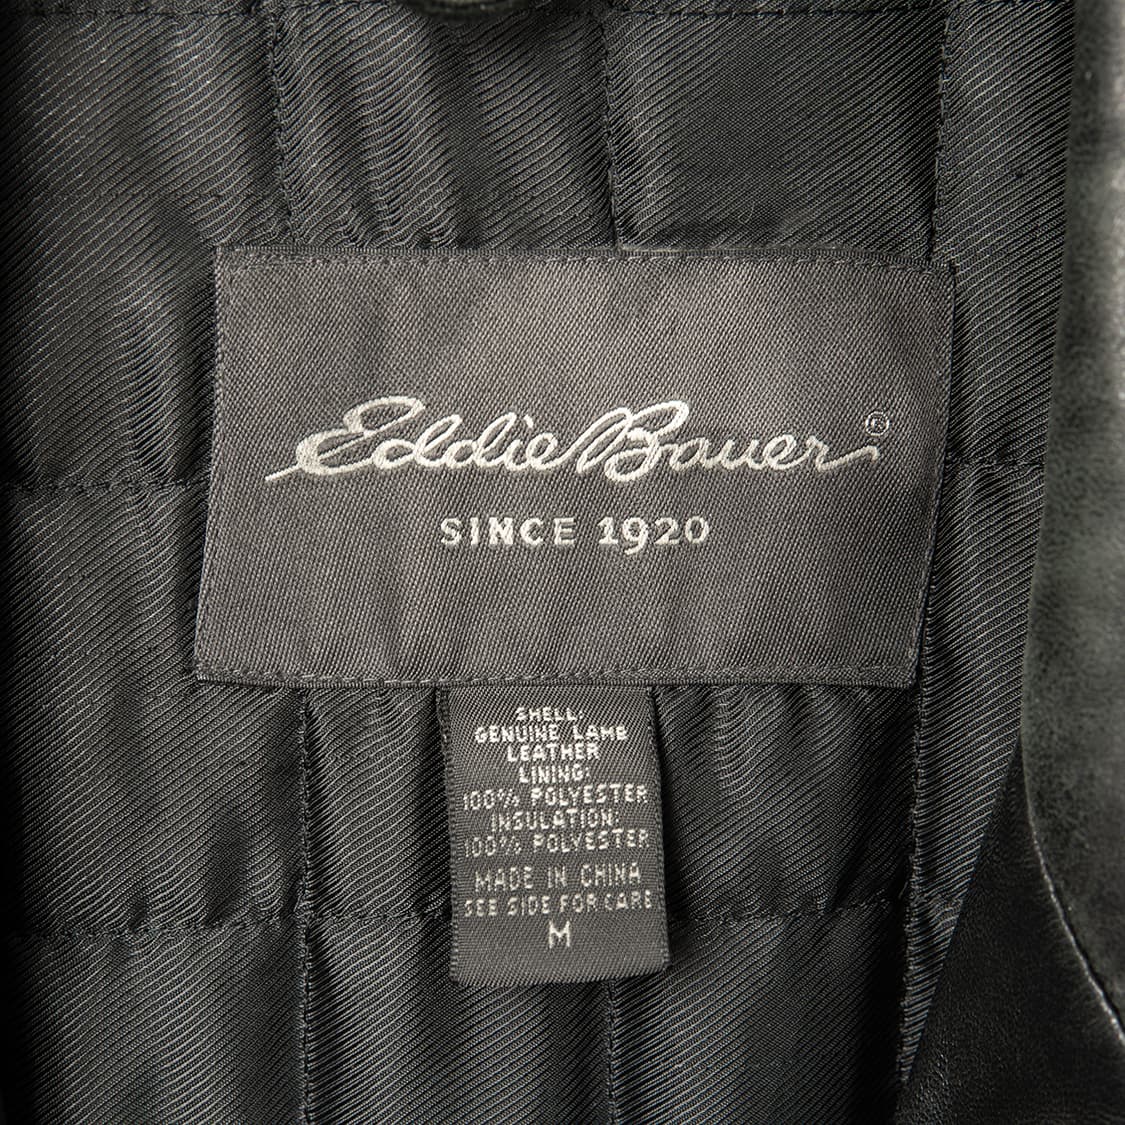 Eddie Bauer ®
SINCE 1920
SHELL:
GENUINE LAMB
LEATHER
LINING:
100% POLYESTER
INSULATION:
100% POLYESTER
MADE IN CHINA
SEE SIDE FOR CARE
M